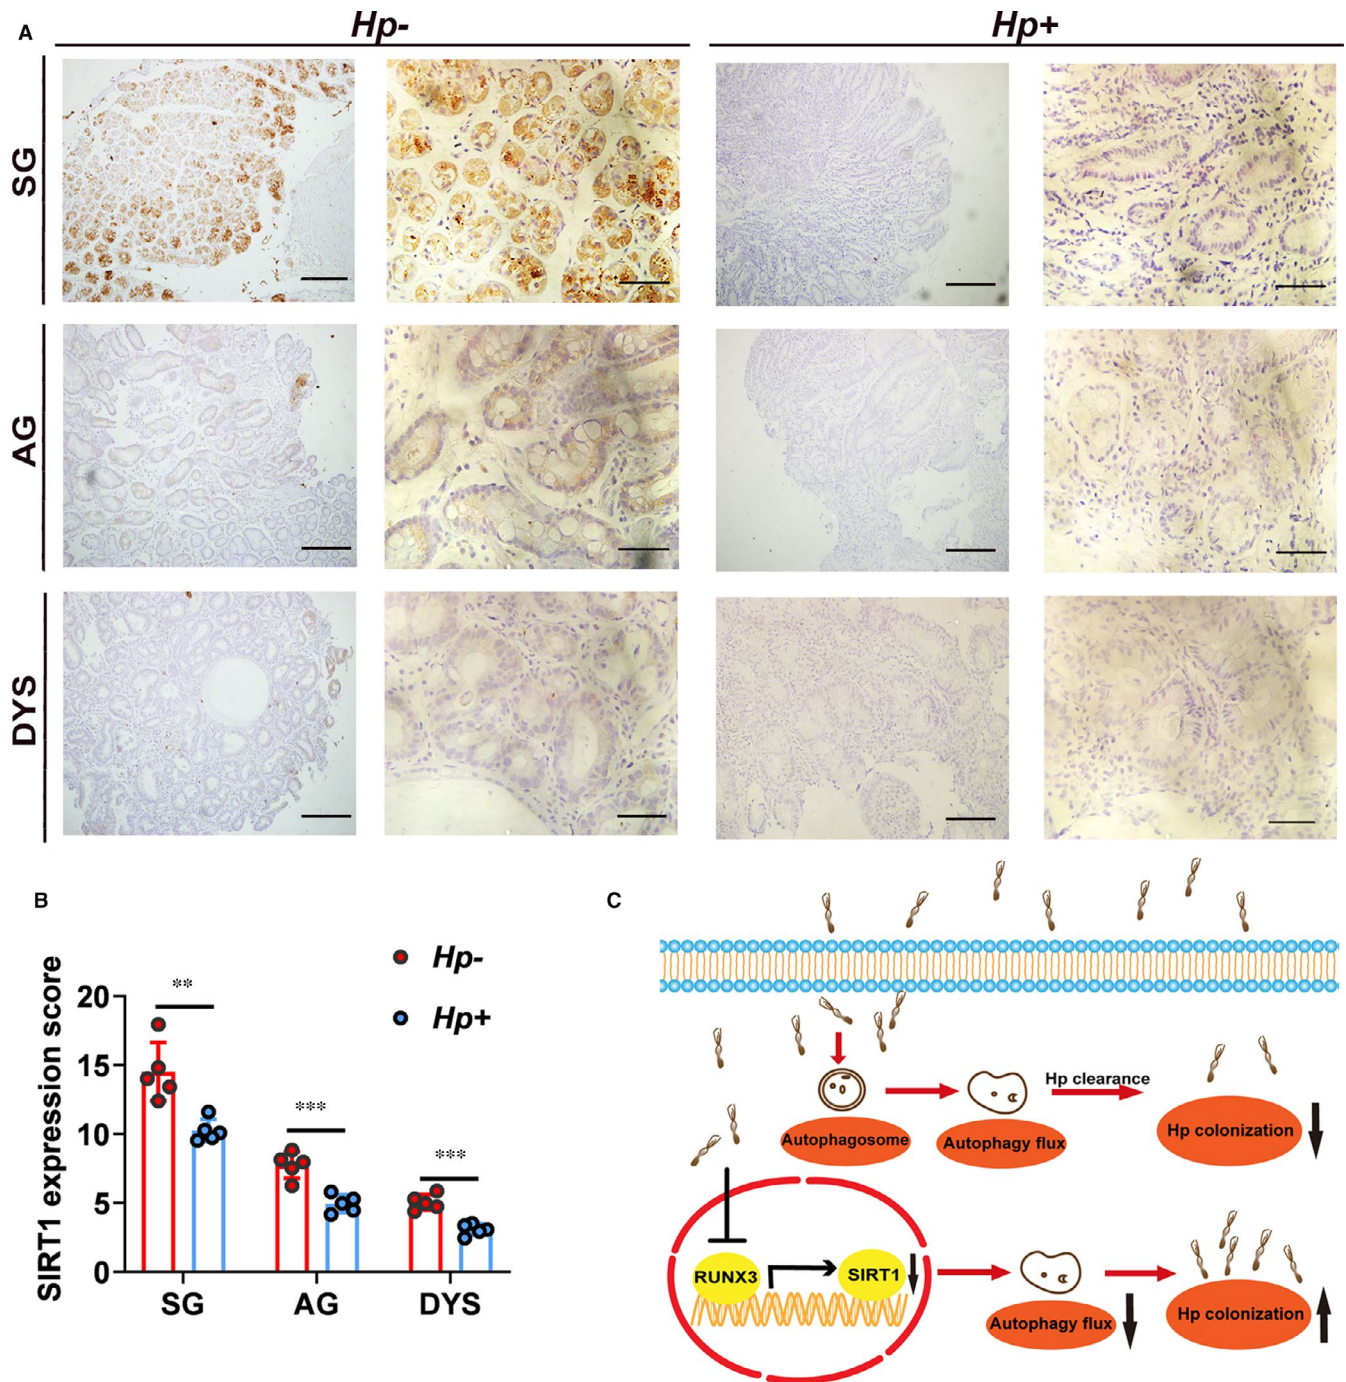 A
Hp-
Hp+
SG
AG
DYS
B
Hp-
Hp+
SIRT1 expression score
20
15
10
5
0
**
***
***
SG
AG
DYS
C
Hp clearance
Autophagosome
Autophagy flux
Hp colonization
RUNX3
SIRT1
Autophagy flux
Hp colonization